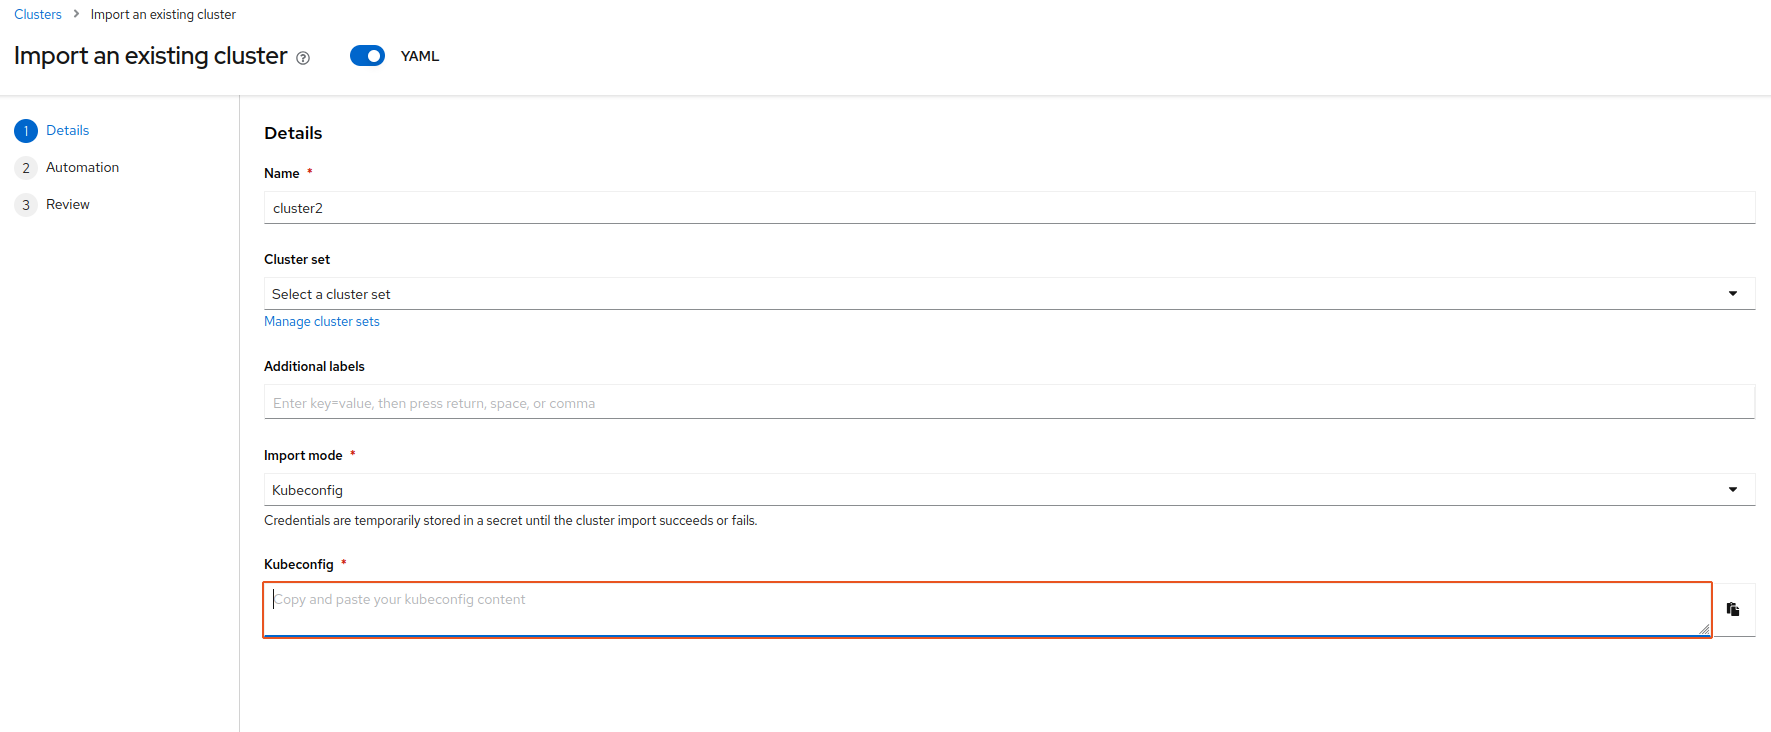 Clusters > Import an existing cluster
Import an existing cluster ? YAML
1 Details
2 Automation
3 Review
Details
Name *
cluster2
Cluster set
Select a cluster set
Manage cluster sets
Additional labels
Enter key=value, then press return, space, or comma
Import mode *
Kubeconfig
Credentials are temporarily stored in a secret until the cluster import succeeds or fails.
Kubeconfig *
Copy and paste your kubeconfig content